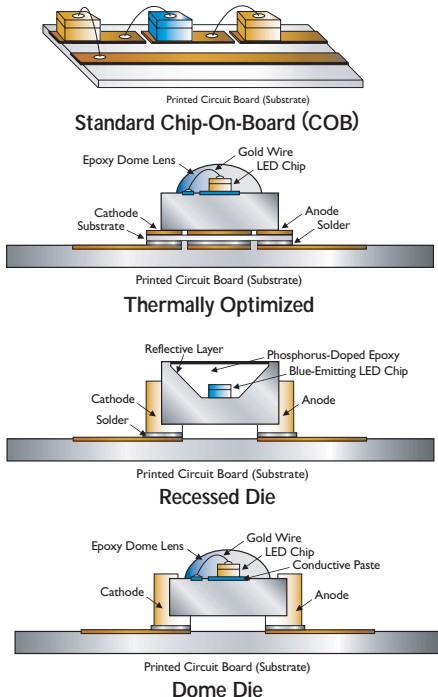 Printed Circuit Board (Substrate)
Standard Chip-On-Board (COB)
Gold Wire
Epoxy Dome Lens
LED Chip
Cathode
Anode
Substrate
Solder
Printed Circuit Board (Substrate)
Thermally Optimized
Reflective Layer
Phosphorus-Doped Epoxy
Blue-Emitting LED Chip
Cathode
Anode
Solder
Printed Circuit Board (Substrate)
Recessed Die
Gold Wire
Epoxy Dome Lens
LED Chip
Conductive Paste
Cathode
Anode
Printed Circuit Board (Substrate)
Dome Die